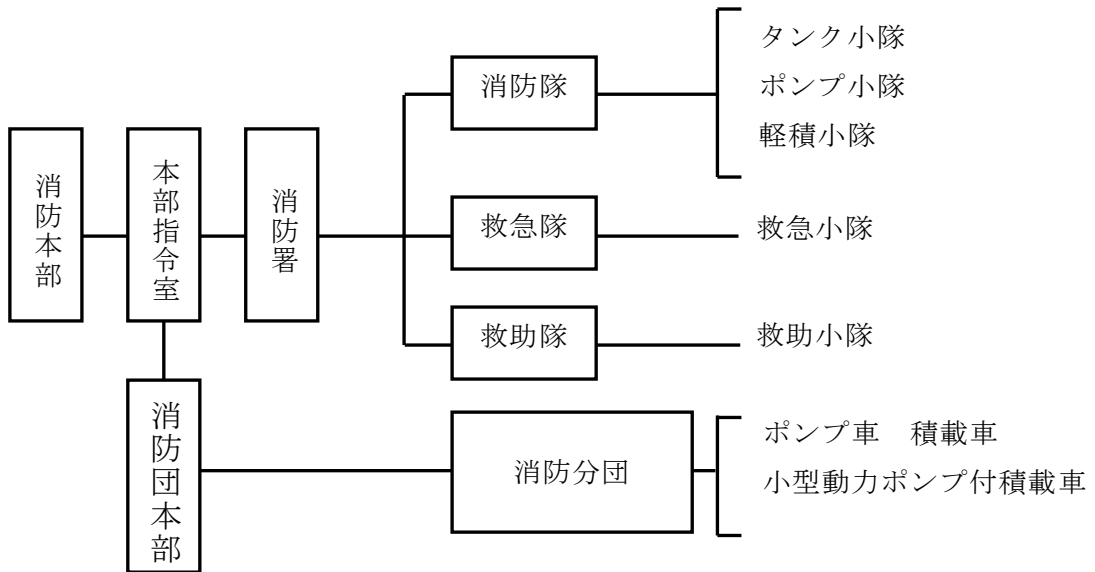 消防本部
本部指令室
消防署
消防隊
タンク小隊
ポンプ小隊
軽積小隊
救急隊
救急小隊
救助隊
救助小隊
消防団本部
消防分団
ポンプ車　積載車
小型動力ポンプ付積載車